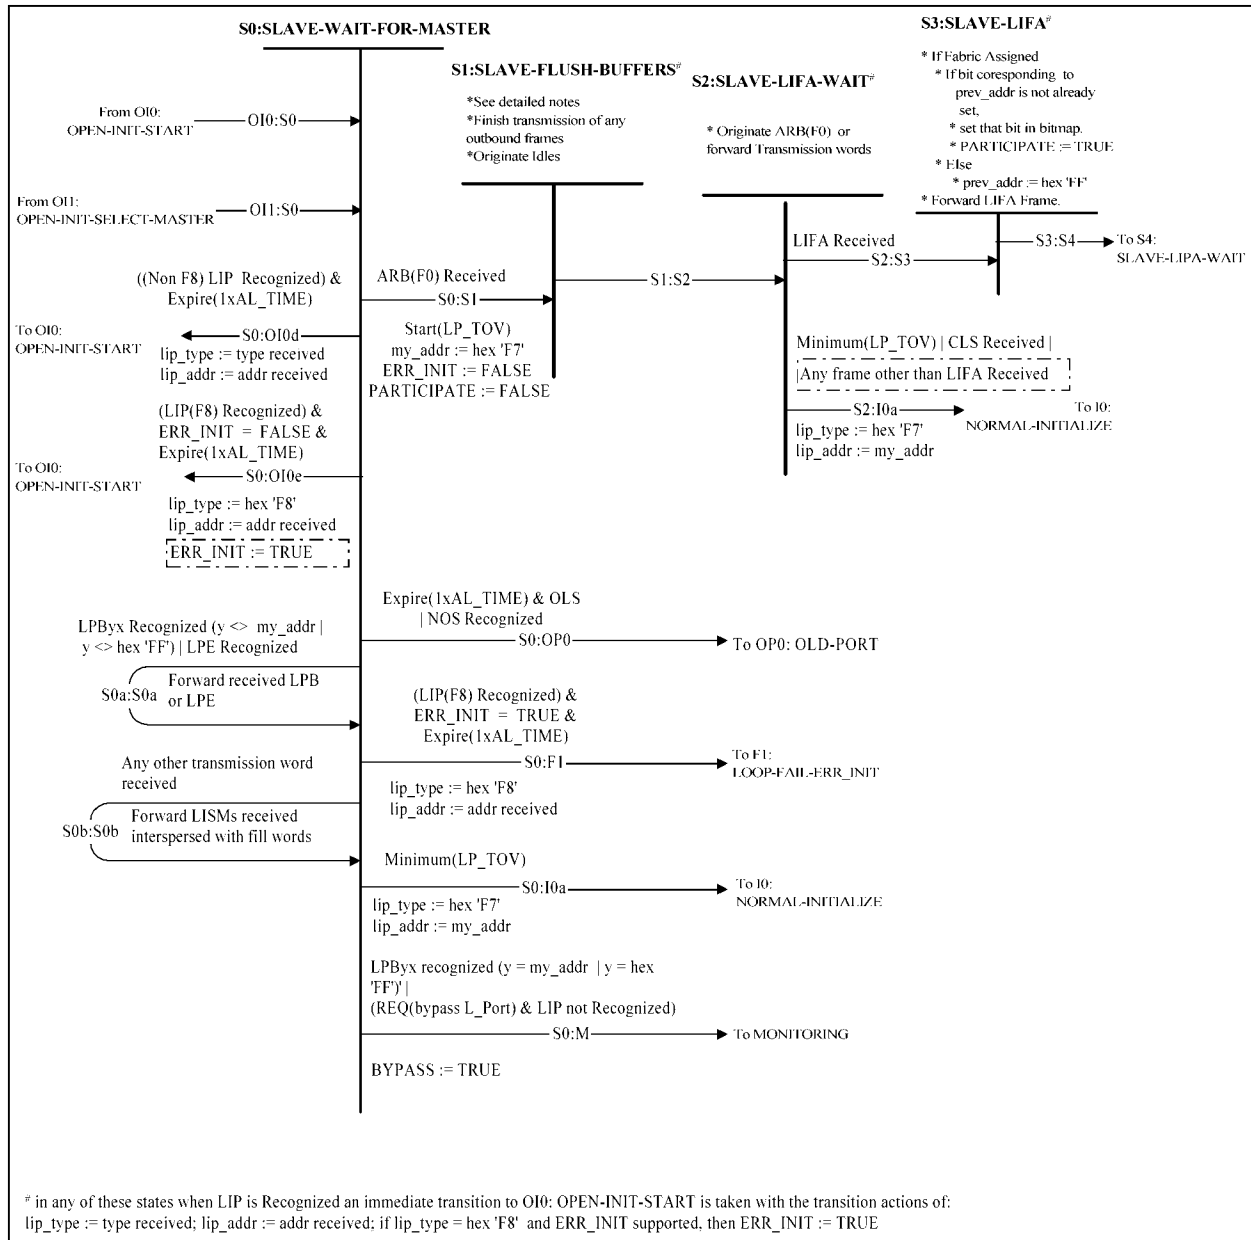 S0:SLAVE-WAIT-FOR-MASTER
From OI0:
OPEN-INIT-START
OI0:S0
From OI1:
OPEN-INIT-SELECT-MASTER
OI1:S0
((Non F8) LIP Recognized) &
Expire(1xAL_TIME)
To OI0:
OPEN-INIT-START
S0:OI0d
lip_type := type received
lip_addr := addr received
(LIP(F8) Recognized) &
ERR_INIT = FALSE &
Expire(1xAL_TIME)
To OI0:
OPEN-INIT-START
S0:OI0e
lip_type := hex 'F8'
lip_addr := addr received
ERR_INIT := TRUE
LPByx Recognized (y <> my_addr |
y <> hex 'FF') | LPE Recognized
S0a:S0a
Forward received LPB
or LPE
Any other transmission word
received
S0b:S0b
Forward LISMs received
interspersed with fill words
S1:SLAVE-FLUSH-BUFFERS#
*See detailed notes
*Finish transmission of any
outbound frames
*Originate Idles
ARB(F0) Received
S0:S1
Start(LP_TOV)
my_addr := hex 'F7'
ERR_INIT := FALSE
PARTICIPATE := FALSE
S1:S2
S2:SLAVE-LIFA-WAIT#
* Originate ARB(F0) or
forward Transmission words
LIFA Received
S2:S3
Minimum(LP_TOV) | CLS Received |
|Any frame other than LIFA Received
S2:I0a
To I0:
NORMAL-INITIALIZE
lip_type := hex 'F7'
lip_addr := my_addr
S3:SLAVE-LIFA#
* If Fabric Assigned
* If bit coresponding to
prev_addr is not already
set,
* set that bit in bitmap.
* PARTICIPATE := TRUE
* Else
* prev_addr := hex 'FF'
* Forward LIFA Frame.
S3:S4
To S4:
SLAVE-LIPA-WAIT
Expire(1xAL_TIME) & OLS
| NOS Recognized
S0:OP0
To OP0: OLD-PORT
(LIP(F8) Recognized) &
ERR_INIT = TRUE &
Expire(1xAL_TIME)
S0:F1
To F1:
LOOP-FAIL-ERR_INIT
lip_type := hex 'F8'
lip_addr := addr received
Minimum(LP_TOV)
S0:I0a
To I0:
NORMAL-INITIALIZE
lip_type := hex 'F7'
lip_addr := my_addr
LPByx recognized (y = my_addr | y = hex
'FF')' |
(REQ(bypass L_Port) & LIP not Recognized)
S0:M
To MONITORING
BYPASS := TRUE
# in any of these states when LIP is Recognized an immediate transition to OI0: OPEN-INIT-START is taken with the transition actions of:
lip_type := type received; lip_addr := addr received; if lip_type = hex 'F8' and ERR_INIT supported, then ERR_INIT := TRUE